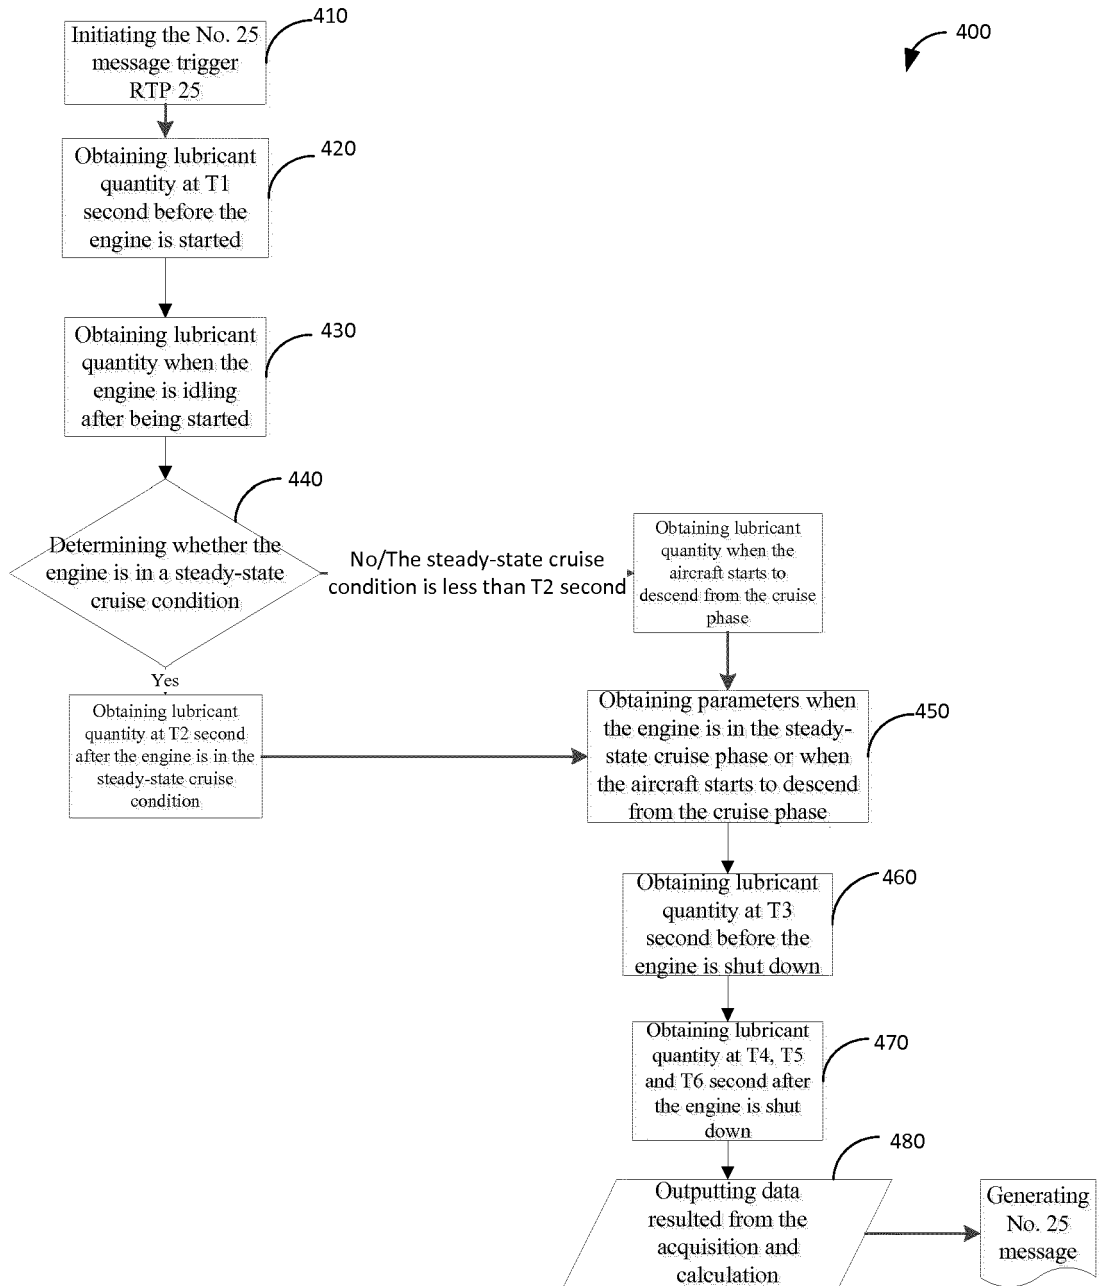 410
Initiating the No. 25
message trigger
RTP 25
400
420
Obtaining lubricant
quantity at T1
second before the
engine is started
430
Obtaining lubricant
quantity when the
engine is idling
after being started
440
Determining whether the
engine is in a steady-state
cruise condition
No/The steady-state cruise
condition is less than T2 second
Obtaining lubricant
quantity when the
aircraft starts to
descend from the cruise
phase
Yes
Obtaining lubricant
quantity at T2 second
after the engine is in the
steady-state cruise
condition
450
Obtaining parameters when
the engine is in the steady-
state cruise phase or when
the aircraft starts to descend
from the cruise phase
460
Obtaining lubricant
quantity at T3
second before the
engine is shut down
470
Obtaining lubricant
quantity at T4, T5
and T6 second after
the engine is shut
down
480
Outputting data
resulted from the
acquisition and
calculation
Generating
No. 25
message